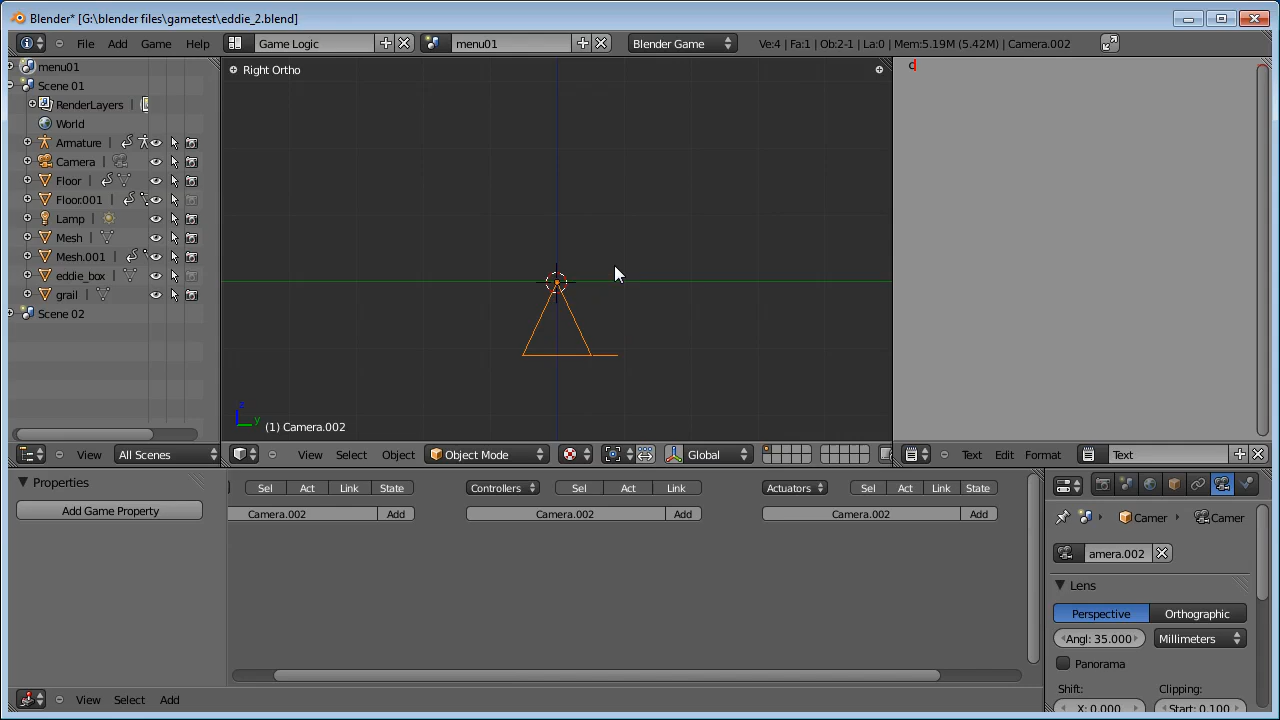 Blender* [G:\blender files\gametest\eddie_2.blend]
File Add Game Help Game Logic menu01 Blender Game Ve:4 | Fa:1 | Ob:2-1 | La:0 | Mem:5.19M (5.42M) | Camera.002
menu01
Scene 01
RenderLayers
World
Armature
Camera
Floor
Floor.001
Lamp
Mesh
Mesh.001
eddie_box
grail
Scene 02
View All Scenes
Right Ortho
z
y
(1) Camera.002
View Select Object Object Mode Global
c
Text Edit Format Text
Properties
Add Game Property
Sel Act Link State Controllers Sel Act Link Actuators Sel Act Link State
Camera.002 Add Camera.002 Add Camera.002 Add
View Select Add
Camer Camer
amera.002
Lens
Perspective Orthographic
Angl: 35.000 Millimeters
Panorama
Shift: Clipping:
X: 0.000 Start: 0.100